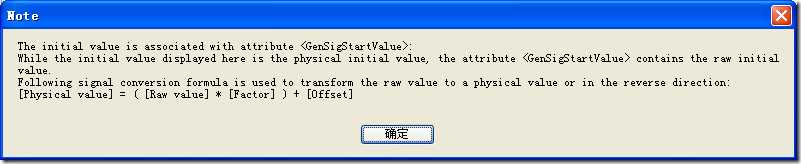 Note
The initial value is associated with attribute <GenSigStartValue>:
While the initial value displayed here is the physical initial value, the attribute <GenSigStartValue> contains the raw initial
value.
Following signal conversion formula is used to transform the raw value to a physical value or in the reverse direction:
[Physical value] = ( [Raw value] * [Factor] ) + [Offset]
确定